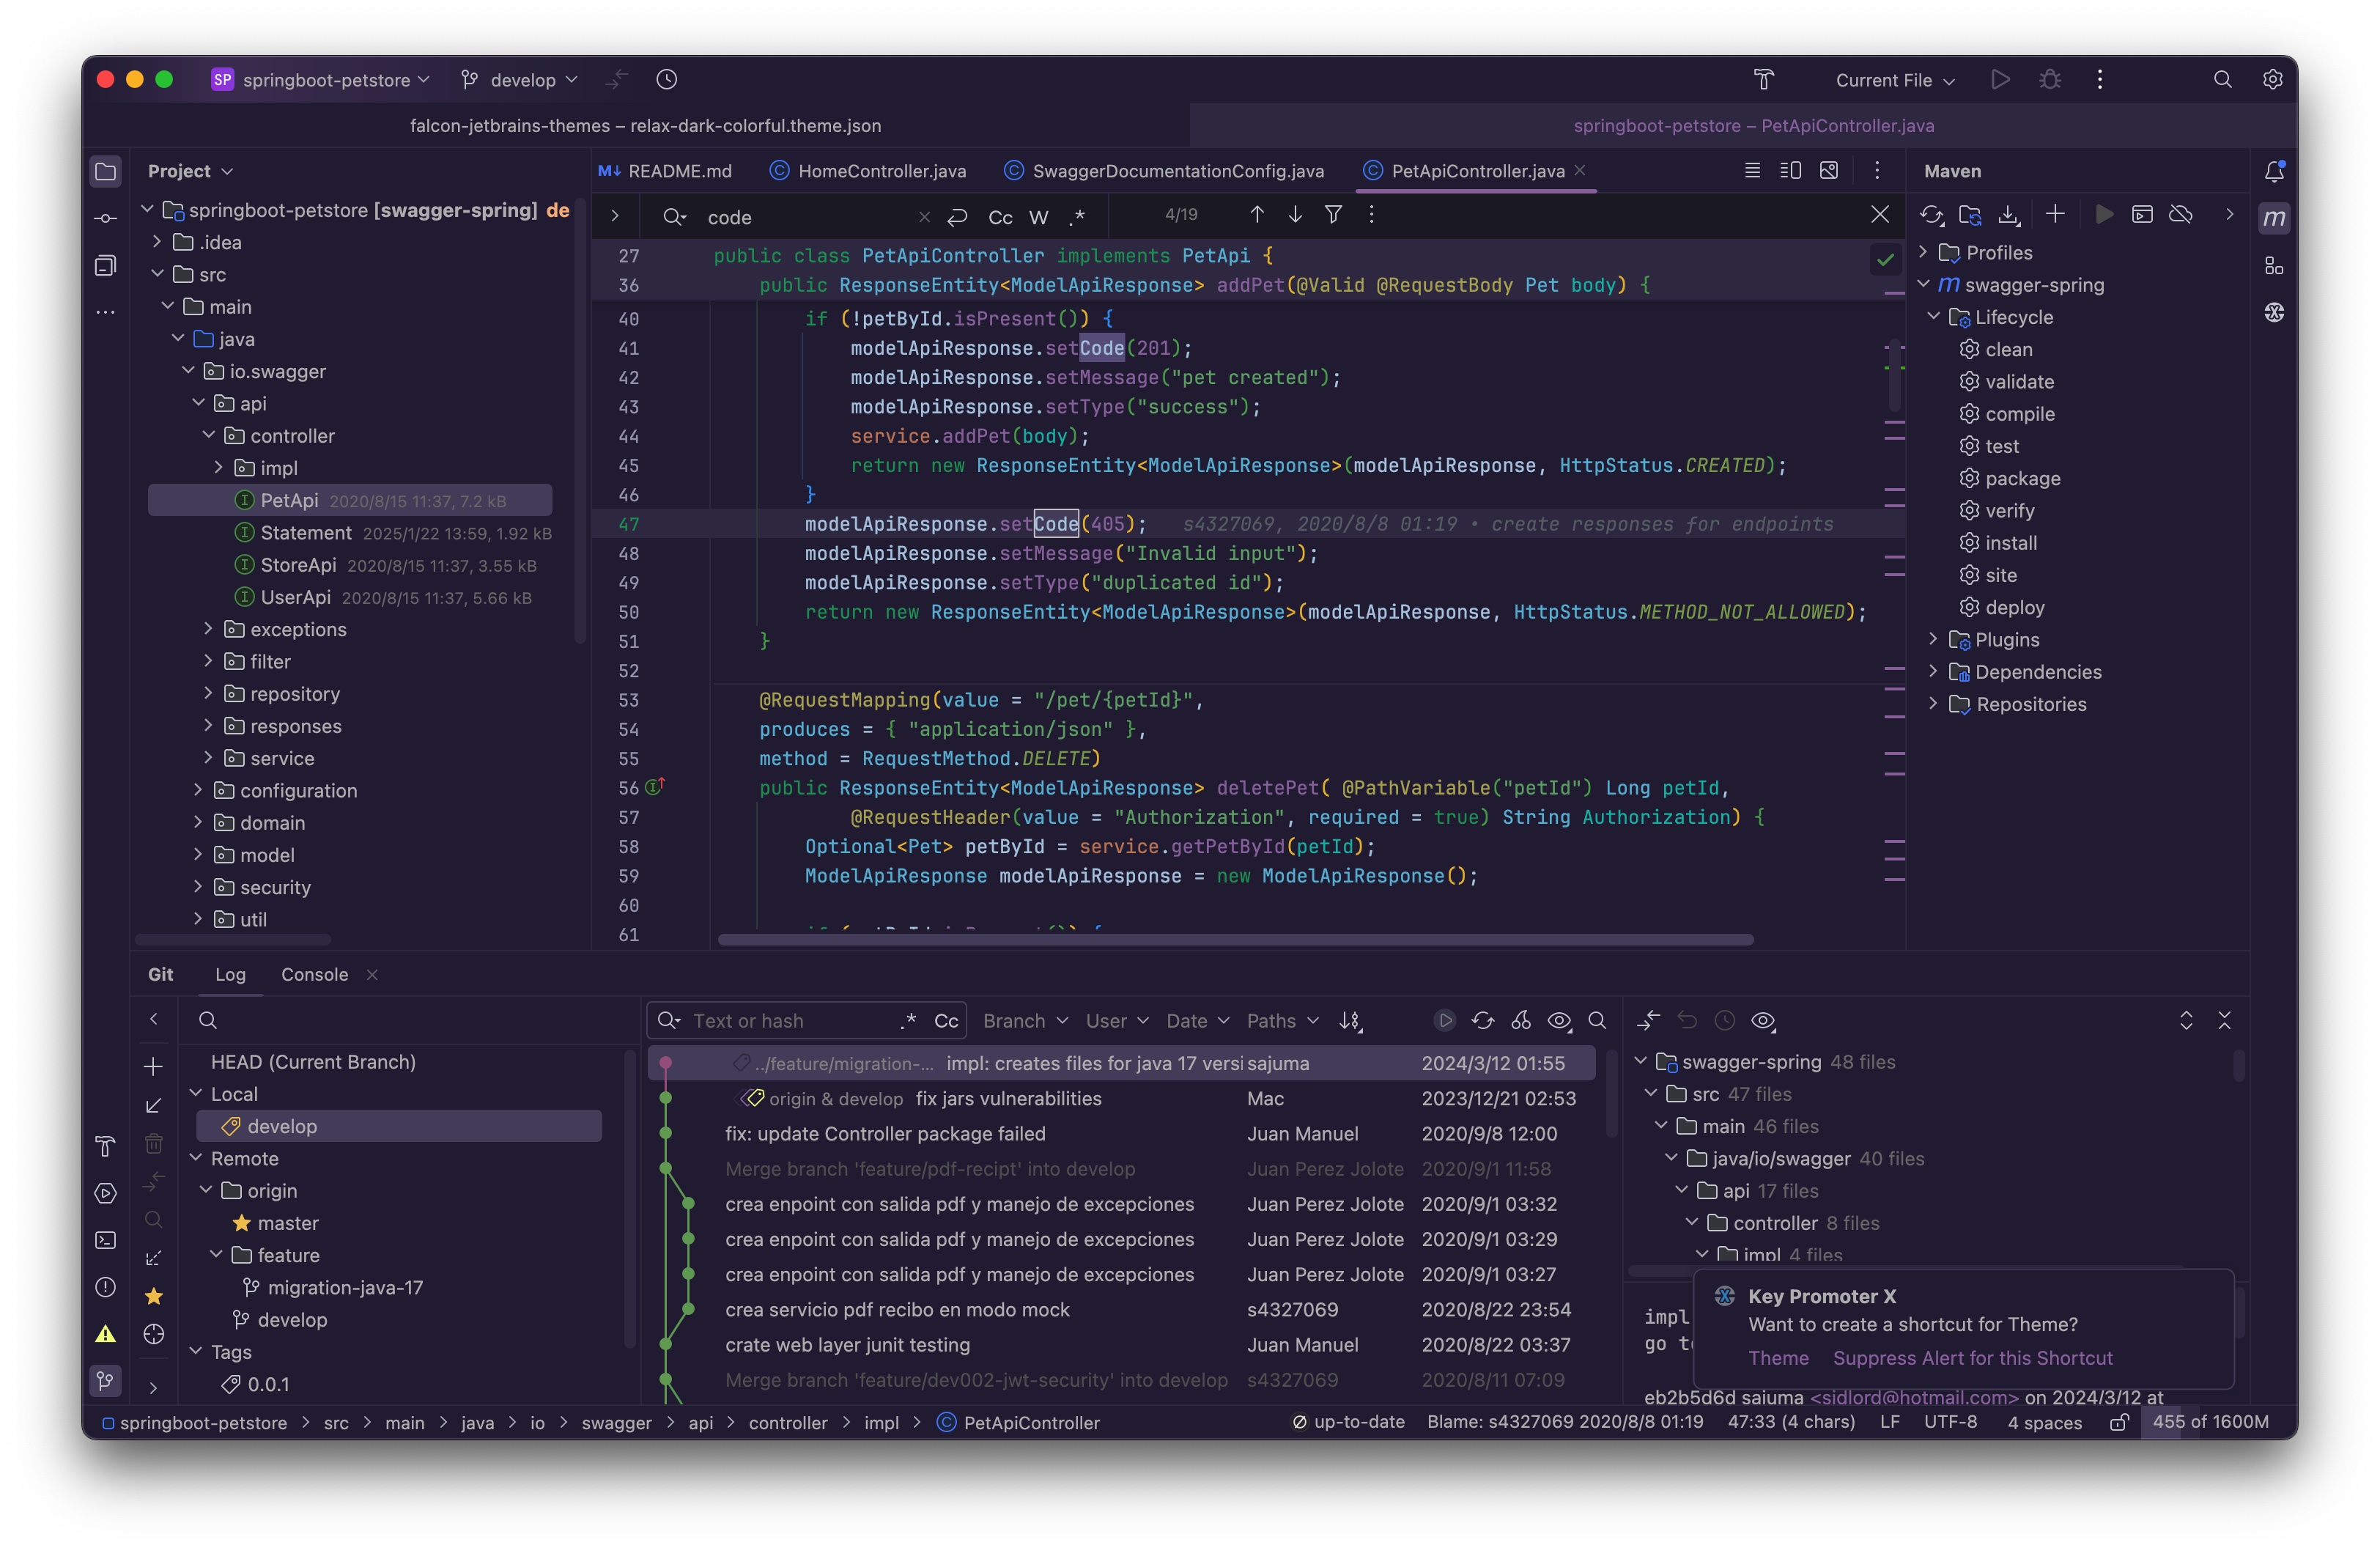 SP springboot-petstore develop Current File
falcon-jetbrains-themes – relax-dark-colorful.theme.json springboot-petstore – PetApiController.java
Project
springboot-petstore [swagger-spring] de
.idea
src
main
java
io.swagger
api
controller
impl
PetApi 2020/8/15 11:37, 7.2 kB
Statement 2025/1/22 13:59, 1.92 kB
StoreApi 2020/8/15 11:37, 3.55 kB
UserApi 2020/8/15 11:37, 5.66 kB
exceptions
filter
repository
responses
service
configuration
domain
model
security
util
M↓ README.md HomeController.java SwaggerDocumentationConfig.java PetApiController.java
code Cc W .* 4/19
27 public class PetApiController implements PetApi {
36 public ResponseEntity<ModelApiResponse> addPet(@Valid @RequestBody Pet body) {
40 if (!petById.isPresent()) {
41 modelApiResponse.setCode(201);
42 modelApiResponse.setMessage("pet created");
43 modelApiResponse.setType("success");
44 service.addPet(body);
45 return new ResponseEntity<ModelApiResponse>(modelApiResponse, HttpStatus.CREATED);
46 }
47 modelApiResponse.setCode(405); s4327069, 2020/8/8 01:19 • create responses for endpoints
48 modelApiResponse.setMessage("Invalid input");
49 modelApiResponse.setType("duplicated id");
50 return new ResponseEntity<ModelApiResponse>(modelApiResponse, HttpStatus.METHOD_NOT_ALLOWED);
51 }
52
53 @RequestMapping(value = "/pet/{petId}",
54 produces = { "application/json" },
55 method = RequestMethod.DELETE)
56 public ResponseEntity<ModelApiResponse> deletePet( @PathVariable("petId") Long petId,
57 @RequestHeader(value = "Authorization", required = true) String Authorization) {
58 Optional<Pet> petById = service.getPetById(petId);
59 ModelApiResponse modelApiResponse = new ModelApiResponse();
60
61
Maven
Profiles
swagger-spring
Lifecycle
clean
validate
compile
test
package
verify
install
site
deploy
Plugins
Dependencies
Repositories
Git Log Console
HEAD (Current Branch)
Local
develop
Remote
origin
master
feature
migration-java-17
develop
Tags
0.0.1
Text or hash .* Cc Branch User Date Paths
../feature/migration-... impl: creates files for java 17 versi sajuma 2024/3/12 01:55
origin & develop fix jars vulnerabilities Mac 2023/12/21 02:53
fix: update Controller package failed Juan Manuel 2020/9/8 12:00
Merge branch 'feature/pdf-recipt' into develop Juan Perez Jolote 2020/9/1 11:58
crea enpoint con salida pdf y manejo de excepciones Juan Perez Jolote 2020/9/1 03:32
crea enpoint con salida pdf y manejo de excepciones Juan Perez Jolote 2020/9/1 03:29
crea enpoint con salida pdf y manejo de excepciones Juan Perez Jolote 2020/9/1 03:27
crea servicio pdf recibo en modo mock s4327069 2020/8/22 23:54
crate web layer junit testing Juan Manuel 2020/8/22 03:37
Merge branch 'feature/dev002-jwt-security' into develop s4327069 2020/8/11 07:09
swagger-spring 48 files
src 47 files
main 46 files
java/io/swagger 40 files
api 17 files
controller 8 files
impl 4 files
impl
go t
Key Promoter X
Want to create a shortcut for Theme?
Theme Suppress Alert for this Shortcut
eb2b5d6d sajuma <sidlord@hotmail.com> on 2024/3/12 at
springboot-petstore > src > main > java > io > swagger > api > controller > impl > PetApiController up-to-date Blame: s4327069 2020/8/8 01:19 47:33 (4 chars) LF UTF-8 4 spaces 455 of 1600M